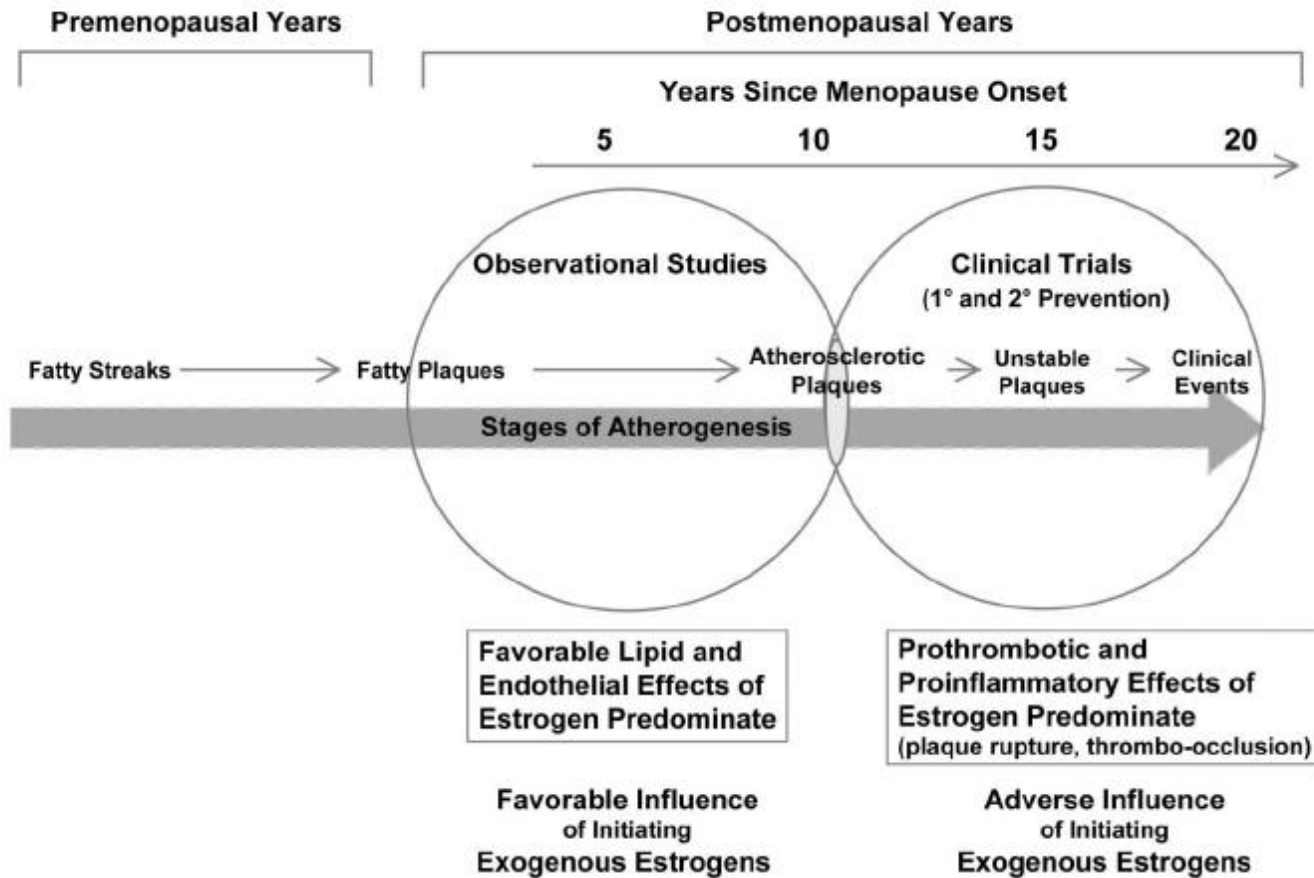 Premenopausal Years
Postmenopausal Years
Years Since Menopause Onset
5 10 15 20
Observational Studies
Clinical Trials
(1° and 2° Prevention)
Fatty Streaks
Fatty Plaques
Atherosclerotic
Plaques
Unstable
Plaques
Clinical
Events
Stages of Atherogenesis
Favorable Lipid and
Endothelial Effects of
Estrogen Predominate
Prothrombotic and
Proinflammatory Effects of
Estrogen Predominate
(plaque rupture, thrombo-occlusion)
Favorable Influence
of Initiating
Exogenous Estrogens
Adverse Influence
of Initiating
Exogenous Estrogens